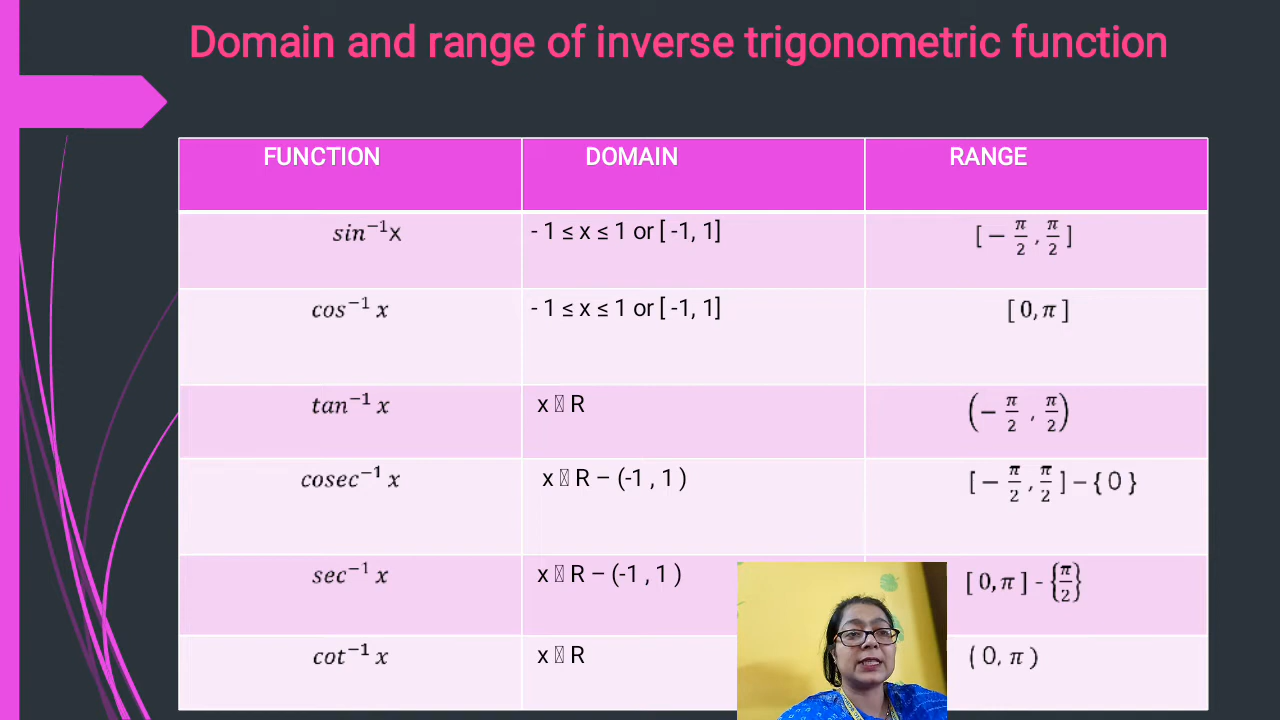 Domain and range of inverse trigonometric function
FUNCTION DOMAIN RANGE
sin⁻¹x - 1 ≤ x ≤ 1 or [ -1, 1] [ − π/2 , π/2 ]
cos⁻¹ x - 1 ≤ x ≤ 1 or [ -1, 1] [ 0, π ]
tan⁻¹ x x ▯ R (− π/2 , π/2)
cosec⁻¹ x x ▯ R – (-1 , 1 ) [ − π/2 , π/2 ] – { 0 }
sec⁻¹ x x ▯ R – (-1 , 1 ) [ 0, π ] - {π/2}
cot⁻¹ x x ▯ R ( 0, π )